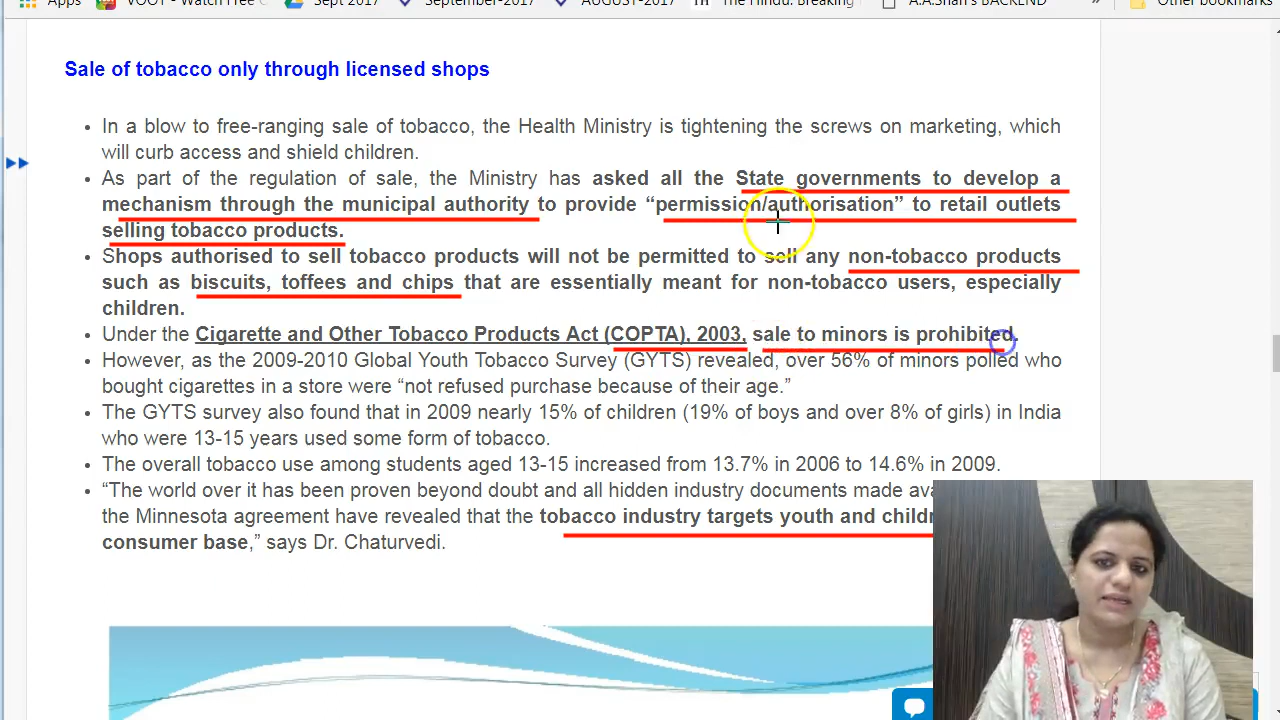 Apps VOOT - Watch Free Sept 2017 September-2017 AUGUST-2017 TH The Hindu: Breaking A.A.Shah's BACKEND » Other bookmarks
Sale of tobacco only through licensed shops
• In a blow to free-ranging sale of tobacco, the Health Ministry is tightening the screws on marketing, which
will curb access and shield children.
• As part of the regulation of sale, the Ministry has asked all the State governments to develop a
mechanism through the municipal authority to provide “permission/authorisation” to retail outlets
selling tobacco products.
• Shops authorised to sell tobacco products will not be permitted to sell any non-tobacco products
such as biscuits, toffees and chips that are essentially meant for non-tobacco users, especially
children.
• Under the Cigarette and Other Tobacco Products Act (COPTA), 2003, sale to minors is prohibited.
• However, as the 2009-2010 Global Youth Tobacco Survey (GYTS) revealed, over 56% of minors polled who
bought cigarettes in a store were “not refused purchase because of their age.”
• The GYTS survey also found that in 2009 nearly 15% of children (19% of boys and over 8% of girls) in India
who were 13-15 years used some form of tobacco.
• The overall tobacco use among students aged 13-15 increased from 13.7% in 2006 to 14.6% in 2009.
• “The world over it has been proven beyond doubt and all hidden industry documents made
the Minnesota agreement have revealed that the tobacco industry targets youth and
consumer base,” says Dr. Chaturvedi.